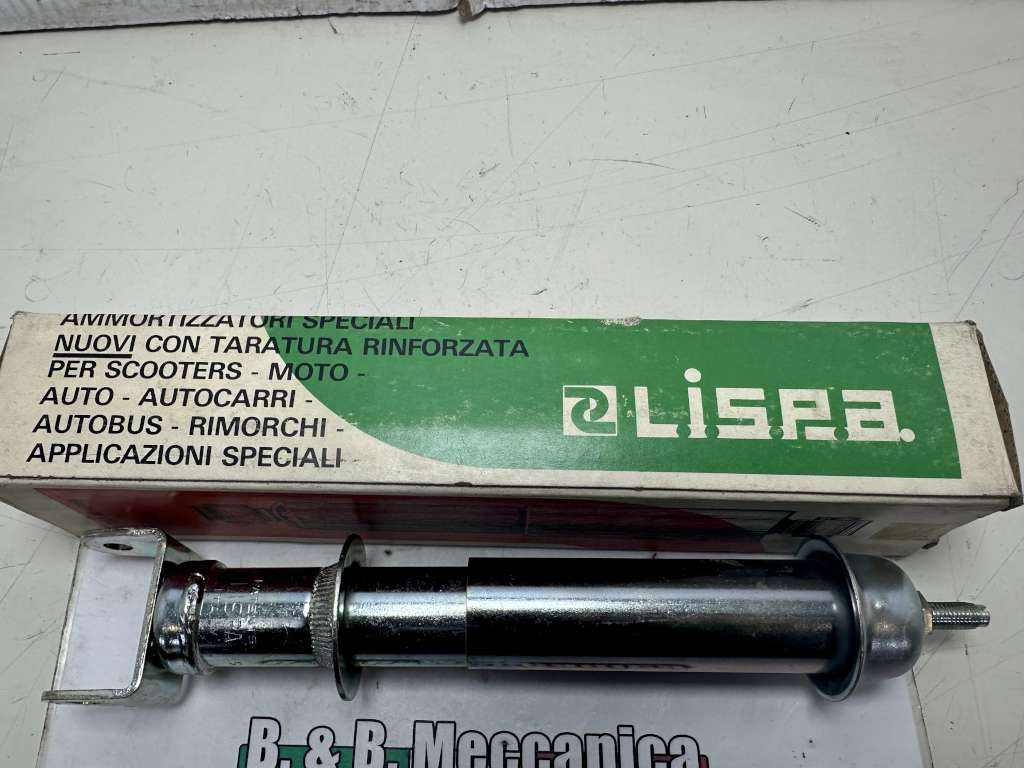 AMMORTIZZATORI SPECIALI
NUOVI CON TARATURA RINFORZATA
PER SCOOTERS - MOTO -
AUTO - AUTOCARRI -
AUTOBUS - RIMORCHI -
APPLICAZIONI SPECIALI
L.i.s.p.a.
B. & B. Meccanica